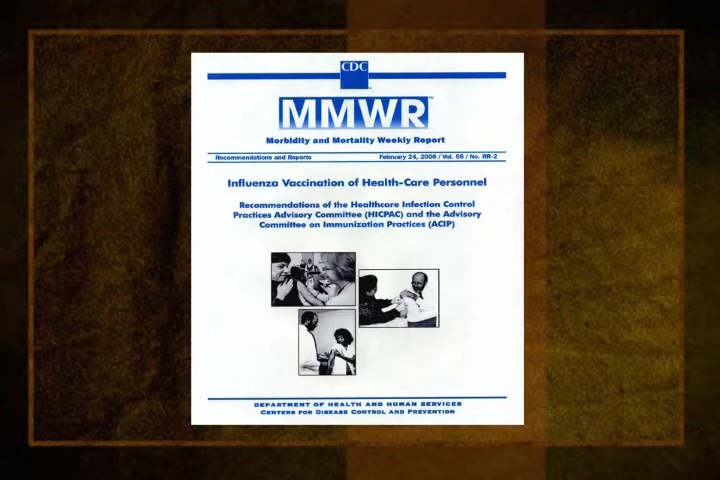 CDC
MMWR
Morbidity and Mortality Weekly Report
Recommendations and Reports February 24, 2006 / Vol. 55 / No. RR-2
Influenza Vaccination of Health-Care Personnel
Recommendations of the Healthcare Infection Control
Practices Advisory Committee (HICPAC) and the Advisory
Committee on Immunization Practices (ACIP)
DEPARTMENT OF HEALTH AND HUMAN SERVICES
CENTERS FOR DISEASE CONTROL AND PREVENTION